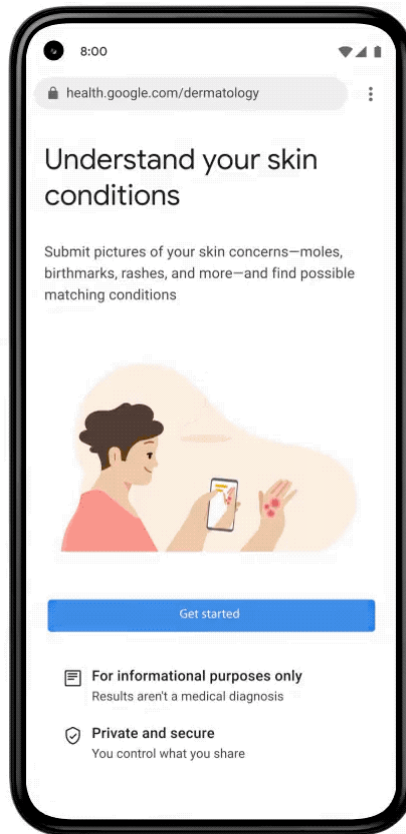 8:00
health.google.com/dermatology
Understand your skin
conditions
Submit pictures of your skin concerns—moles,
birthmarks, rashes, and more—and find possible
matching conditions
Get started
For informational purposes only
Results aren't a medical diagnosis
Private and secure
You control what you share